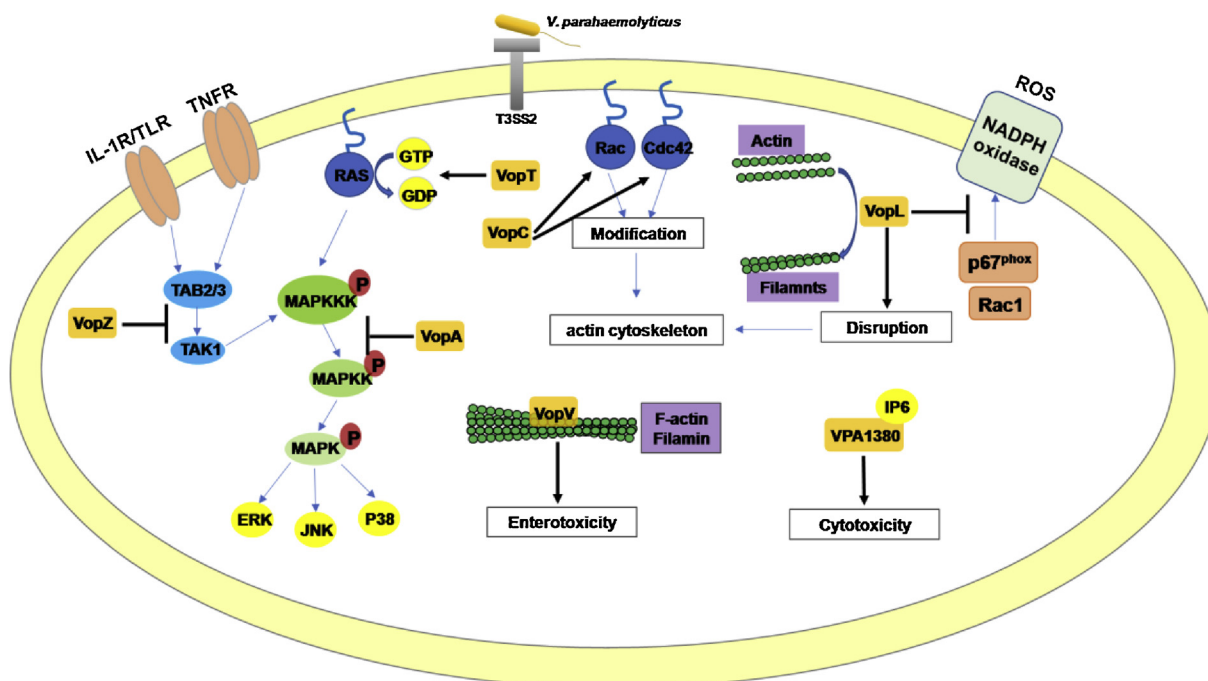 V. parahaemolyticus
T3SS2
ROS
NADPH
oxidase
TNFR
IL-1R/TLR
RAS
GTP
GDP
VopT
Rac
Cdc42
VopC
Modification
Actin
Filamnts
VopL
p67phox
Rac1
TAB2/3
TAK1
VopZ
MAPKKK
P
VopA
MAPKK
P
MAPK
P
ERK
JNK
P38
actin cytoskeleton
Disruption
VopV
F-actin
Filamin
Enterotoxicity
IP6
VPA1380
Cytotoxicity